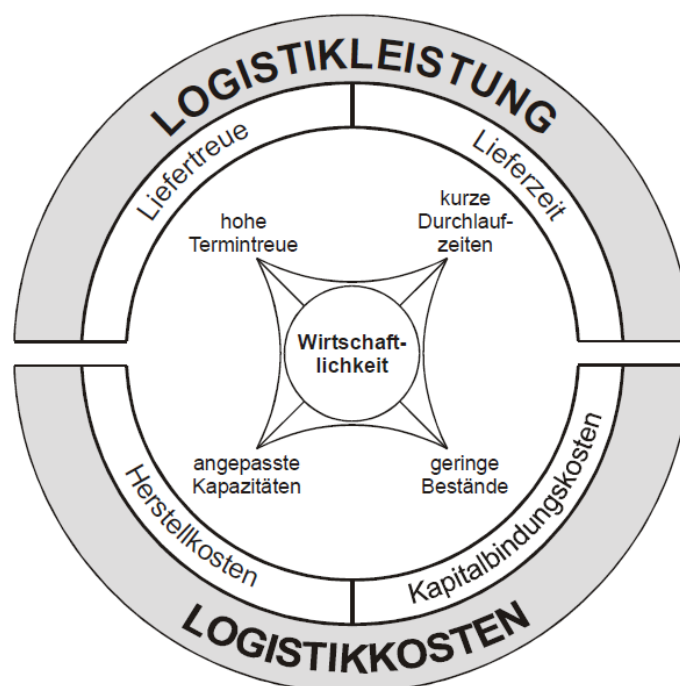 LOGISTIKLEISTUNG
Liefertreue
Lieferzeit
hohe
Termintreue
kurze
Durchlauf-
zeiten
Wirtschaft-
lichkeit
angepasste
Kapazitäten
geringe
Bestände
Herstellkosten
Kapitalbindungskosten
LOGISTIKKOSTEN